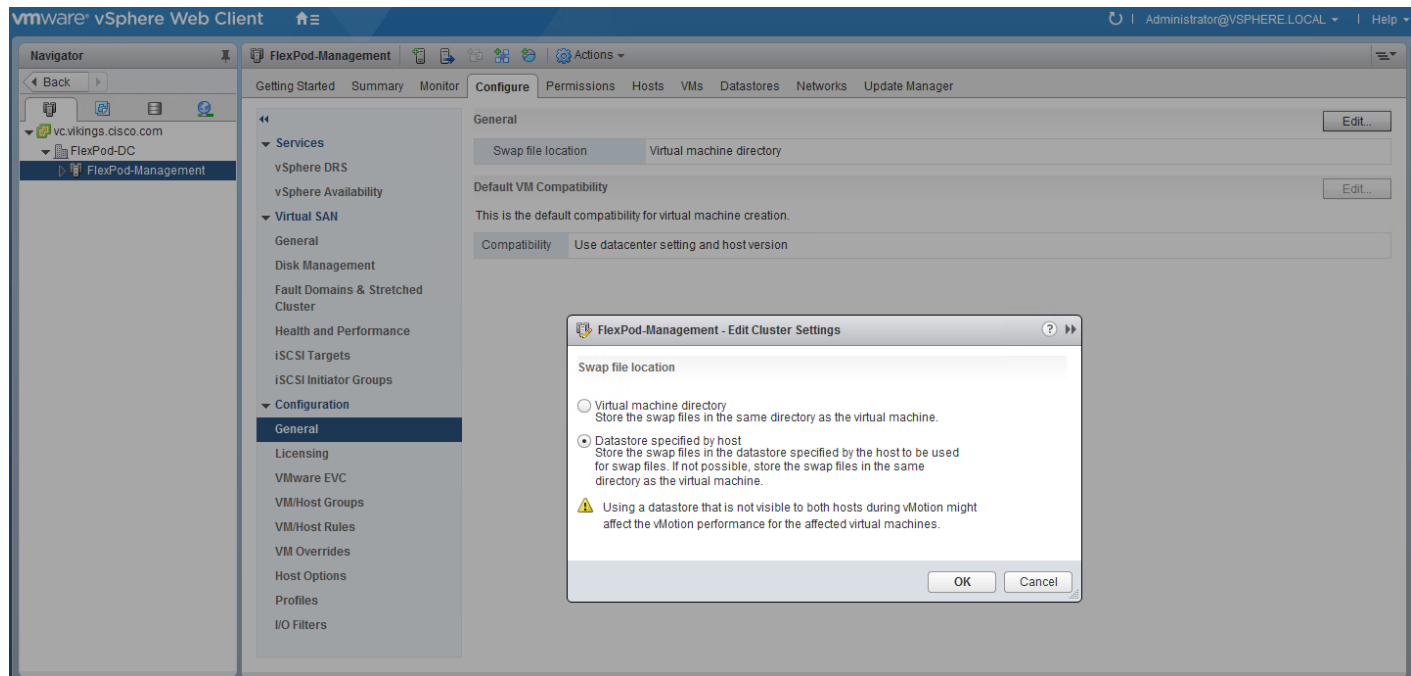 vmware® vSphere Web Client
Administrator@VSPHERE.LOCAL
Help
Navigator
Back
vc.vikings.cisco.com
FlexPod-DC
FlexPod-Management
FlexPod-Management
Actions
Getting Started Summary Monitor Configure Permissions Hosts VMs Datastores Networks Update Manager
Services
vSphere DRS
vSphere Availability
Virtual SAN
General
Disk Management
Fault Domains & Stretched
Cluster
Health and Performance
iSCSI Targets
iSCSI Initiator Groups
Configuration
General
Licensing
VMware EVC
VM/Host Groups
VM/Host Rules
VM Overrides
Host Options
Profiles
I/O Filters
General
Edit...
Swap file location Virtual machine directory
Default VM Compatibility
Edit...
This is the default compatibility for virtual machine creation.
Compatibility Use datacenter setting and host version
FlexPod-Management - Edit Cluster Settings
?
Swap file location
Virtual machine directory
Store the swap files in the same directory as the virtual machine.
Datastore specified by host
Store the swap files in the datastore specified by the host to be used
for swap files. If not possible, store the swap files in the same
directory as the virtual machine.
Using a datastore that is not visible to both hosts during vMotion might
affect the vMotion performance for the affected virtual machines.
OK
Cancel